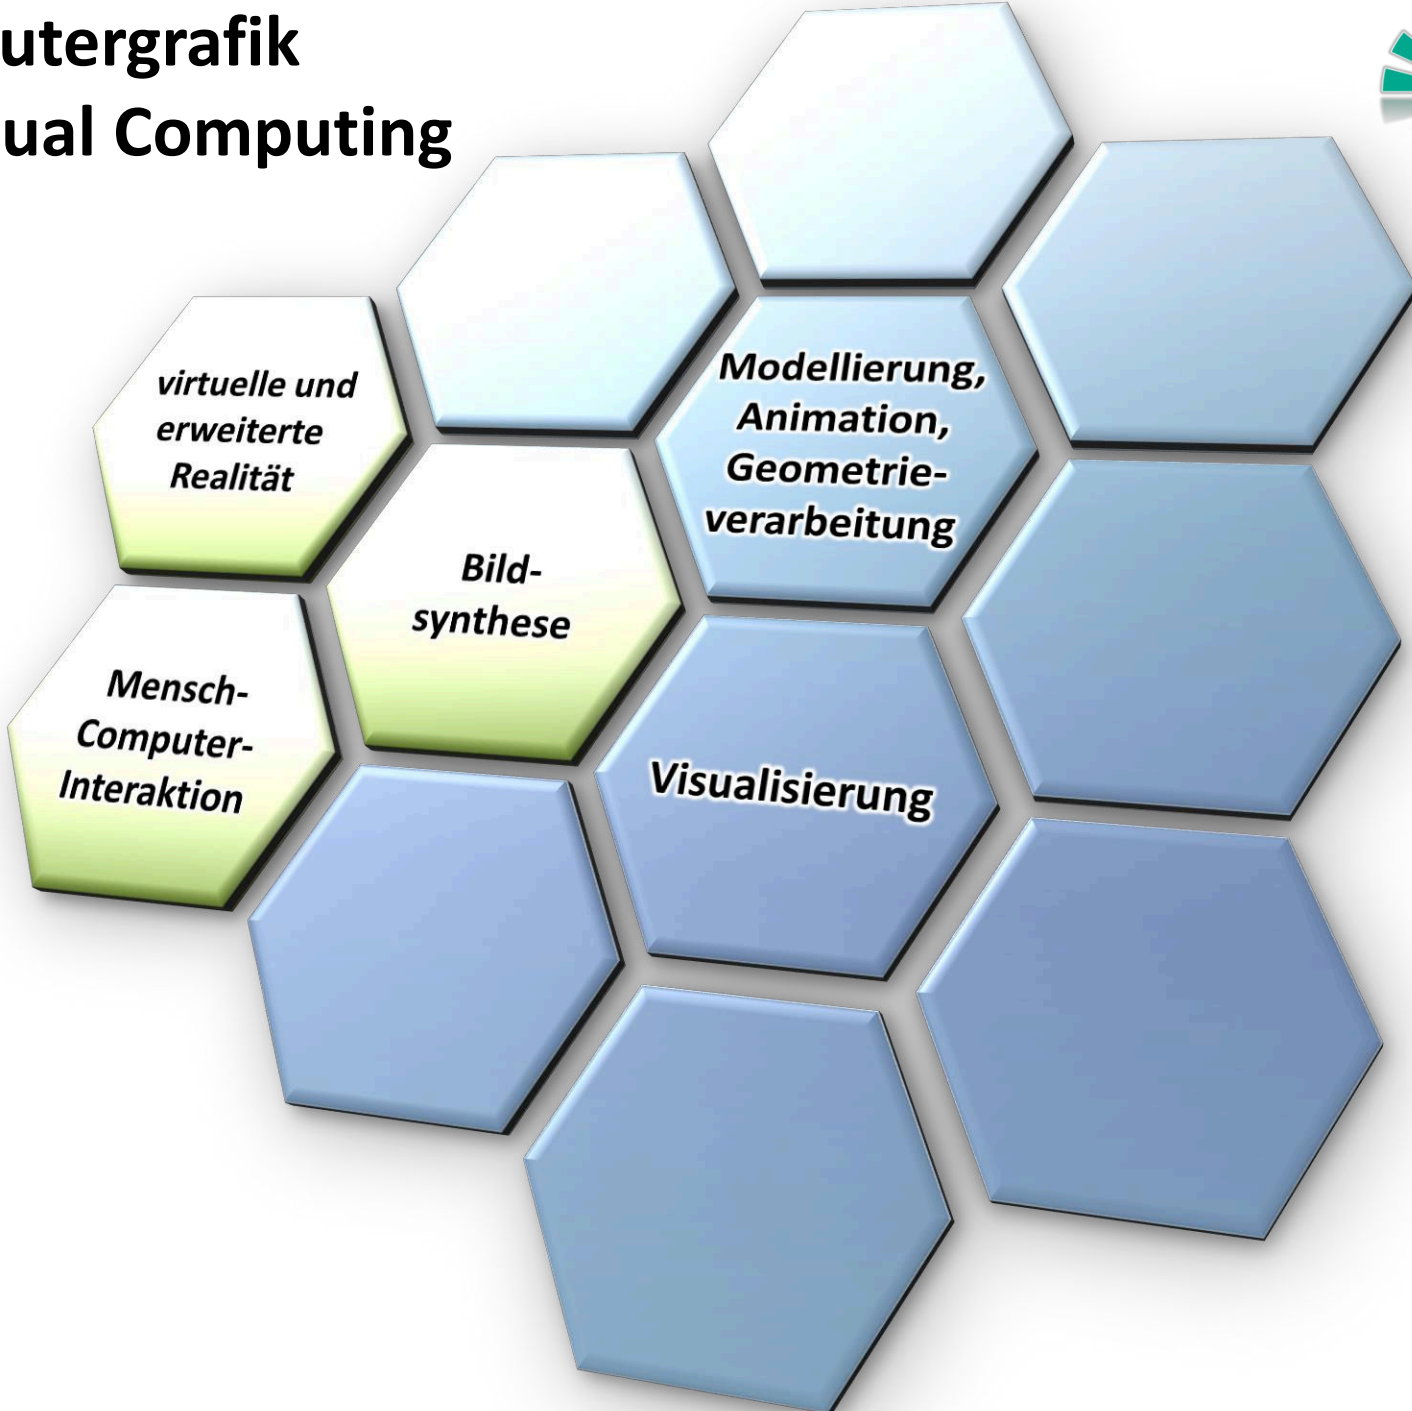 utergrafik
ual Computing
virtuelle und
erweiterte
Realität
Modellierung,
Animation,
Geometrie-
verarbeitung
Bild-
synthese
Mensch-
Computer-
Interaktion
Visualisierung